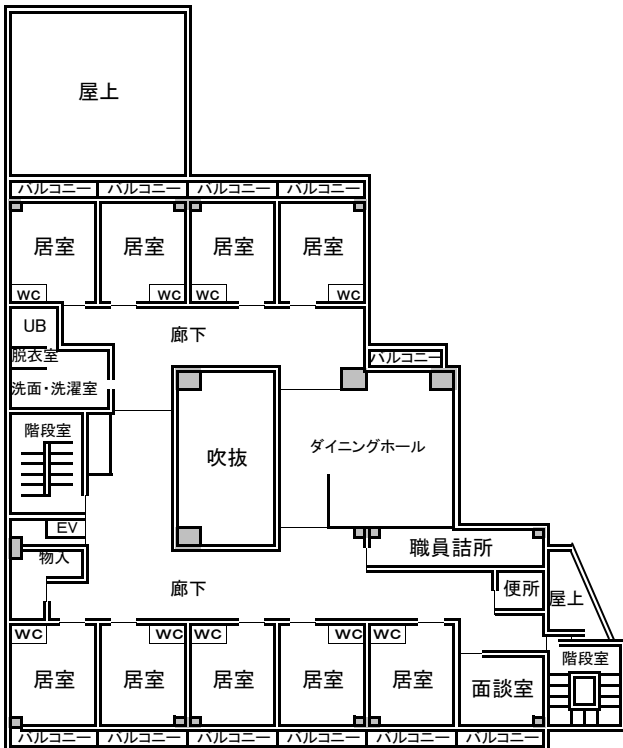 屋上
バルコニー バルコニー バルコニー バルコニー
居室 居室 居室 居室
WC WC WC WC
UB
廊下
脱衣室
バルコニー
洗面・洗濯室
階段室
吹抜
ダイニングホール
EV
物入
職員詰所
廊下
便所
屋上
WC WC WC WC WC
階段室
居室 居室 居室 居室 居室 面談室
バルコニー バルコニー バルコニー バルコニー バルコニー バルコニー